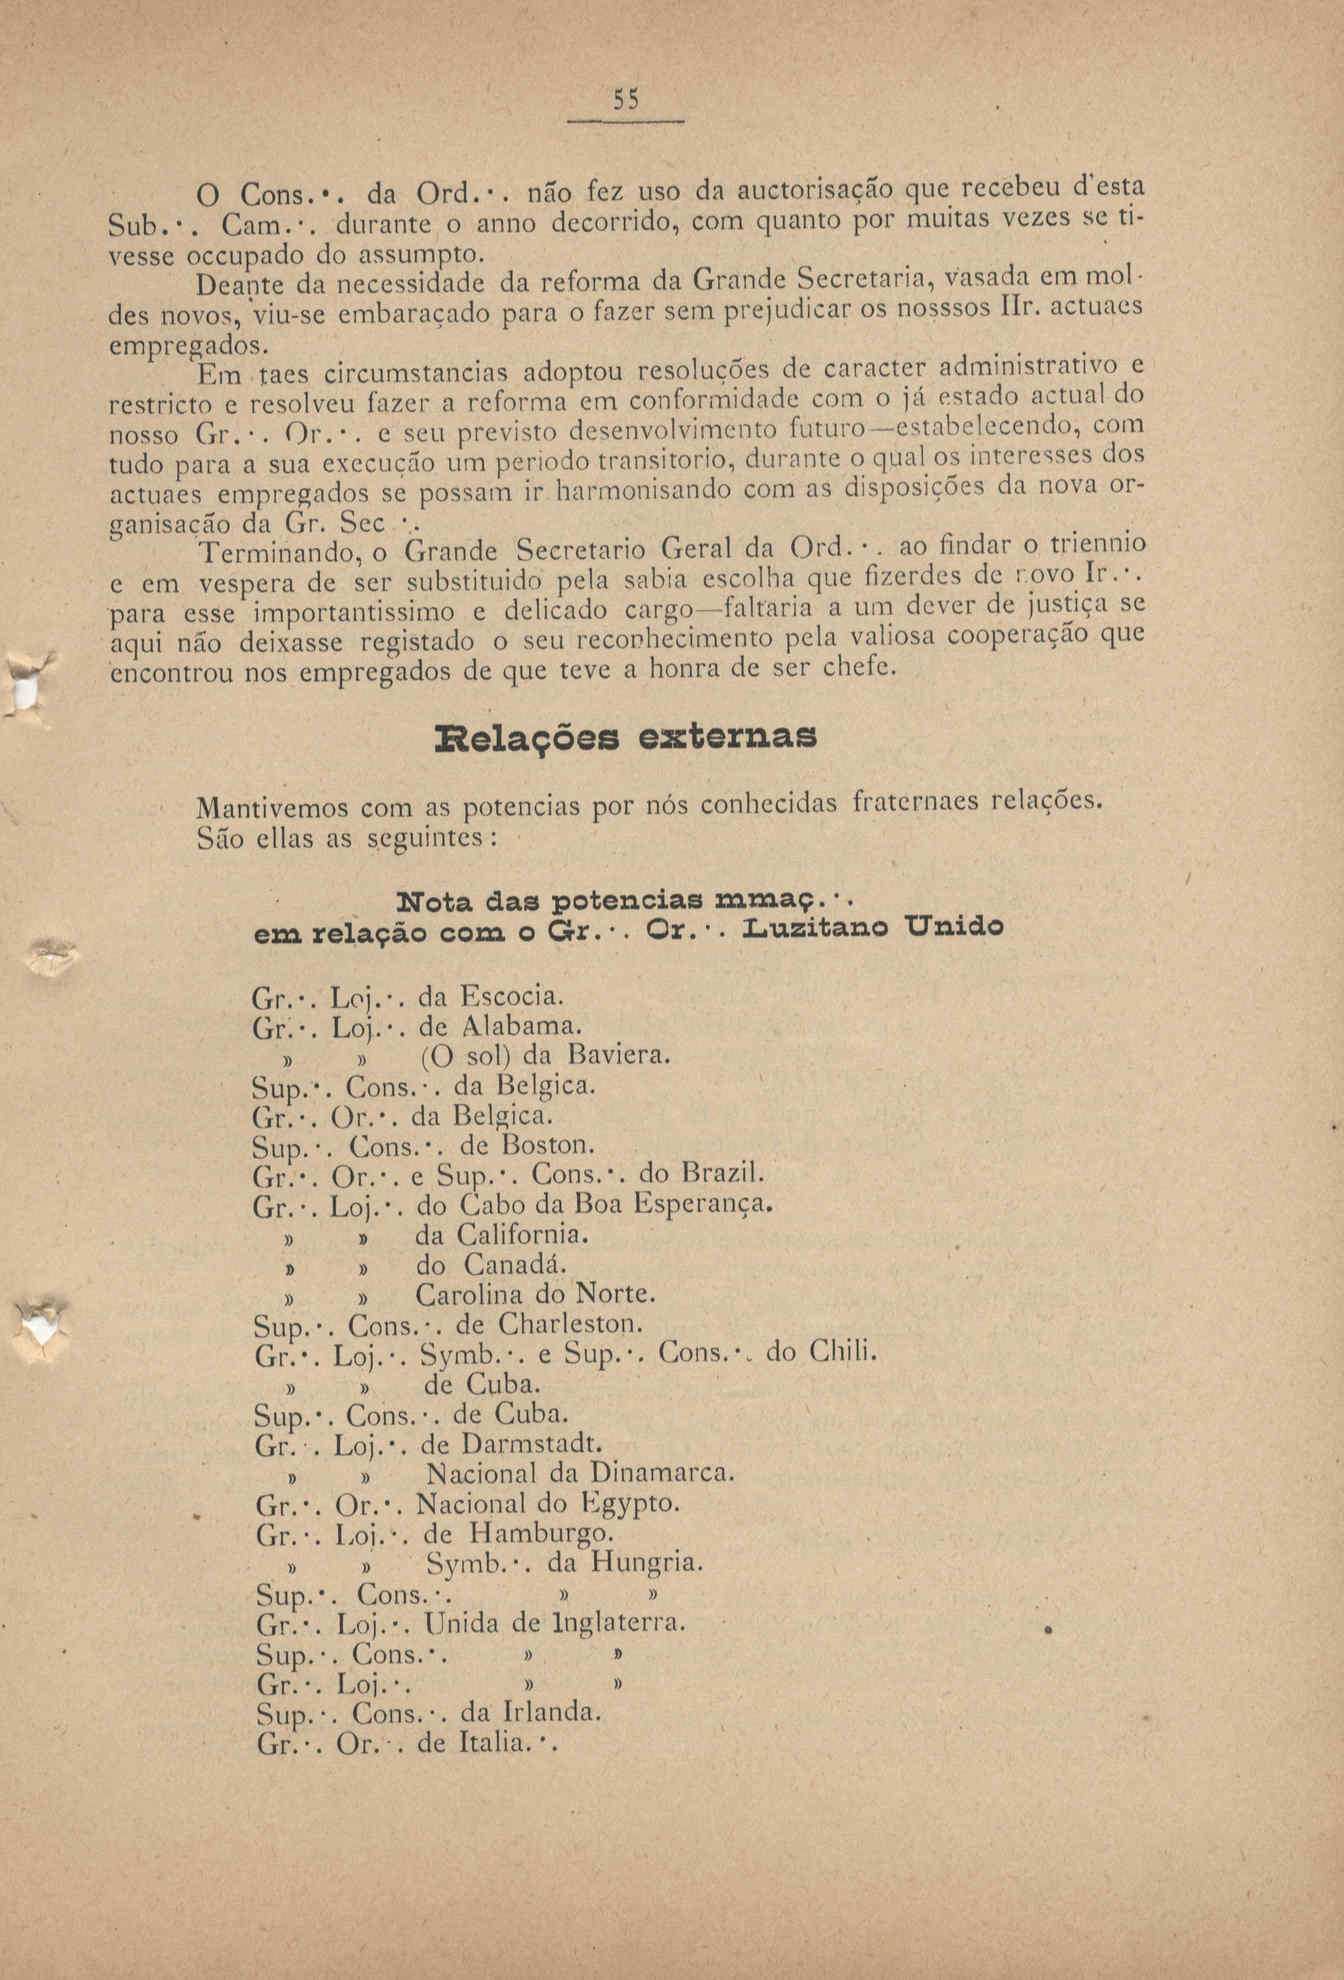 55
O Cons.·. da Ord.·. não fez uso da auctorisação que recebeu d'esta
Sub.·. Cam.·. durante o anno decorrido, com quanto por muitas vezes se ti-
vesse occupado do assumpto.
Deante da necessidade da reforma da Grande Secretaria, vasada em mol-
des novos, viu-se embaraçado para o fazer sem prejudicar os nosssos IIr. actuaes
empregados.
Em taes circumstancias adoptou resoluções de caracter administrativo e
restricto e resolveu fazer a reforma em conformidade com o já estado actual do
nosso Gr.·. Or.·. e seu previsto desenvolvimento futuro—estabelecendo, com
tudo para a sua execução um periodo transitorio, durante o qual os interesses dos
actuaes empregados se possam ir harmonisando com as disposições da nova or-
ganisação da Gr. Sec ·.
Terminando, o Grande Secretario Geral da Ord.·. ao findar o triennio
e em vespera de ser substituido pela sabia escolha que fizerdes de novo Ir.·.
para esse importantissimo e delicado cargo—faltaria a um dever de justiça se
aqui não deixasse registado o seu reconhecimento pela valiosa cooperação que
encontrou nos empregados de que teve a honra de ser chefe.
Relações externas
Mantivemos com as potencias por nós conhecidas fraternaes relações.
São ellas as seguintes:
Nota das potencias mmaç.·.
em relação com o Gr.·. Or.·. Luzitano Unido
Gr.·. Loj.·. da Escocia.
Gr.·. Loj.·. de Alabama.
» » (O sol) da Baviera.
Sup.·. Cons.·. da Belgica.
Gr.·. Or.·. da Belgica.
Sup.·. Cons.·. de Boston.
Gr.·. Or.·. e Sup.·. Cons.·. do Brazil.
Gr.·. Loj.·. do Cabo da Boa Esperança.
» » da California.
» » do Canadá.
» » Carolina do Norte.
Sup.·. Cons.·. de Charleston.
Gr.·. Loj.·. Symb.·. e Sup.·. Cons.·. do Chili.
» » de Cuba.
Sup.·. Cons.·. de Cuba.
Gr.·. Loj.·. de Darmstadt.
» » Nacional da Dinamarca.
Gr.·. Or.·. Nacional do Egypto.
Gr.·. Loj.·. de Hamburgo.
» » Symb.·. da Hungria.
Sup.·. Cons.·. » »
Gr.·. Loj.·. Unida de Inglaterra.
Sup.·. Cons.·. » »
Gr.·. Loj.·. » »
Sup.·. Cons.·. da Irlanda.
Gr.·. Or.·. de Italia.·.